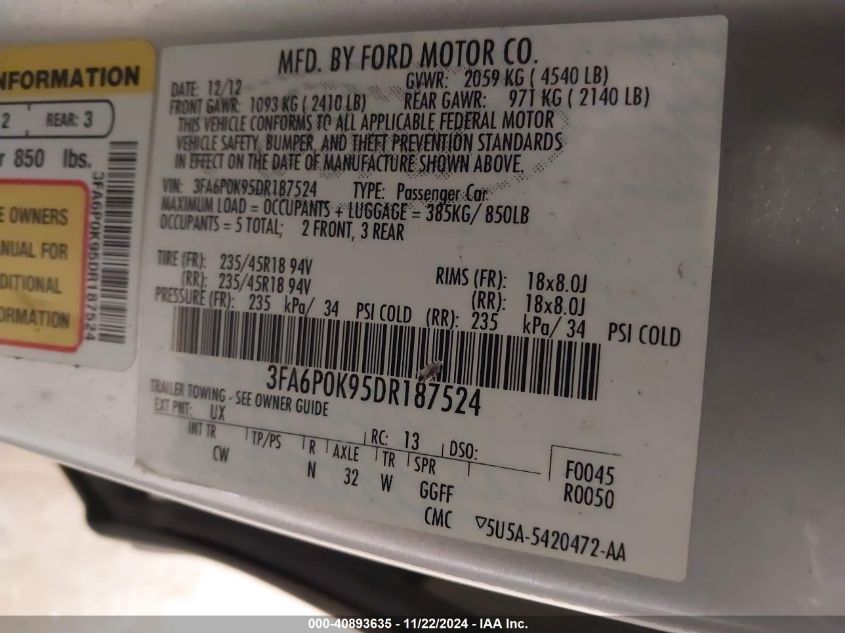 INFORMATION
2 REAR: 3
850 lbs.
3FA6P0K95DR187524
OWNERS
MANUAL FOR
MFD. BY FORD MOTOR CO.
DATE: 12/12 GVWR: 2059 KG ( 4540 LB)
FRONT GAWR: 1093 KG ( 2410 LB) REAR GAWR: 971 KG ( 2140 LB)
THIS VEHICLE CONFORMS TO ALL APPLICABLE FEDERAL MOTOR
VEHICLE SAFETY, BUMPER, AND THEFT PREVENTION STANDARDS
IN EFFECT ON THE DATE OF MANUFACTURE SHOWN ABOVE.
VIN: 3FA6P0K95DR187524 TYPE: Passenger Car
MAXIMUM LOAD = OCCUPANTS + LUGGAGE = 385KG/ 850LB
OCCUPANTS = 5 TOTAL; 2 FRONT, 3 REAR
TIRE (FR): 235/45R18 94V RIMS (FR): 18x8.0J
(RR): 235/45R18 94V (RR): 18x8.0J
PRESSURE (FR): 235 kPa/ 34 PSI COLD (RR): 235 kPa/ 34 PSI COLD
3FA6P0K95DR187524
TRAILER TOWING - SEE OWNER GUIDE
EXT PNT: UX RC: 13 DSO:
INT TR TP/PS R AXLE TR SPR F0045
CW N 32 W GGFF R0050
CMC ▽5U5A-5420472-AA
000-40893635 - 11/22/2024 - IAA Inc.